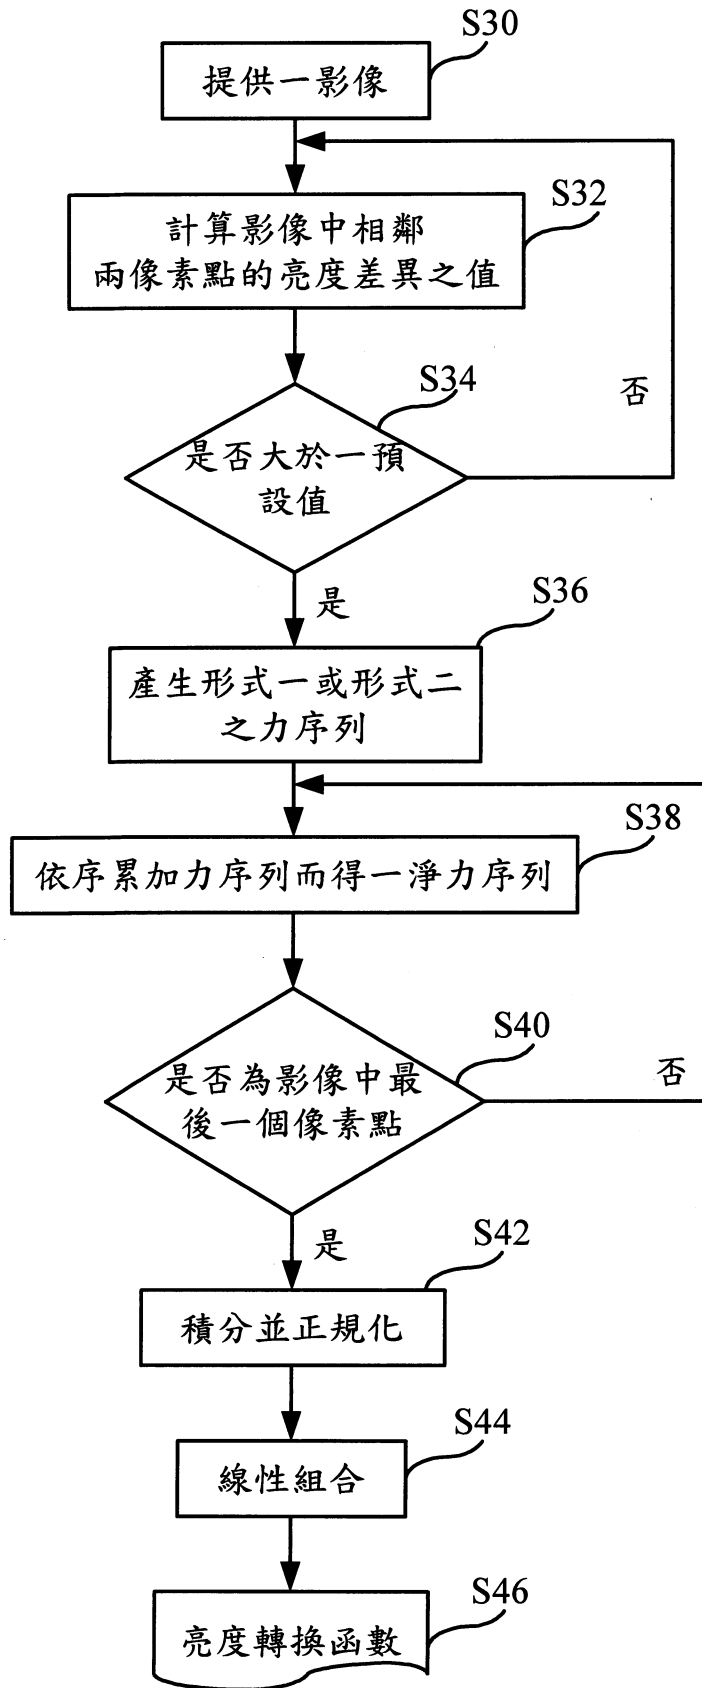 S30
提供一影像
S32
計算影像中相鄰
兩像素點的亮度差異之值
S34
否
是否大於一預
設值
是
S36
產生形式一或形式二
之力序列
S38
依序累加力序列而得一淨力序列
S40
否
是否為影像中最
後一個像素點
是
S42
積分並正規化
S44
線性組合
S46
亮度轉換函數